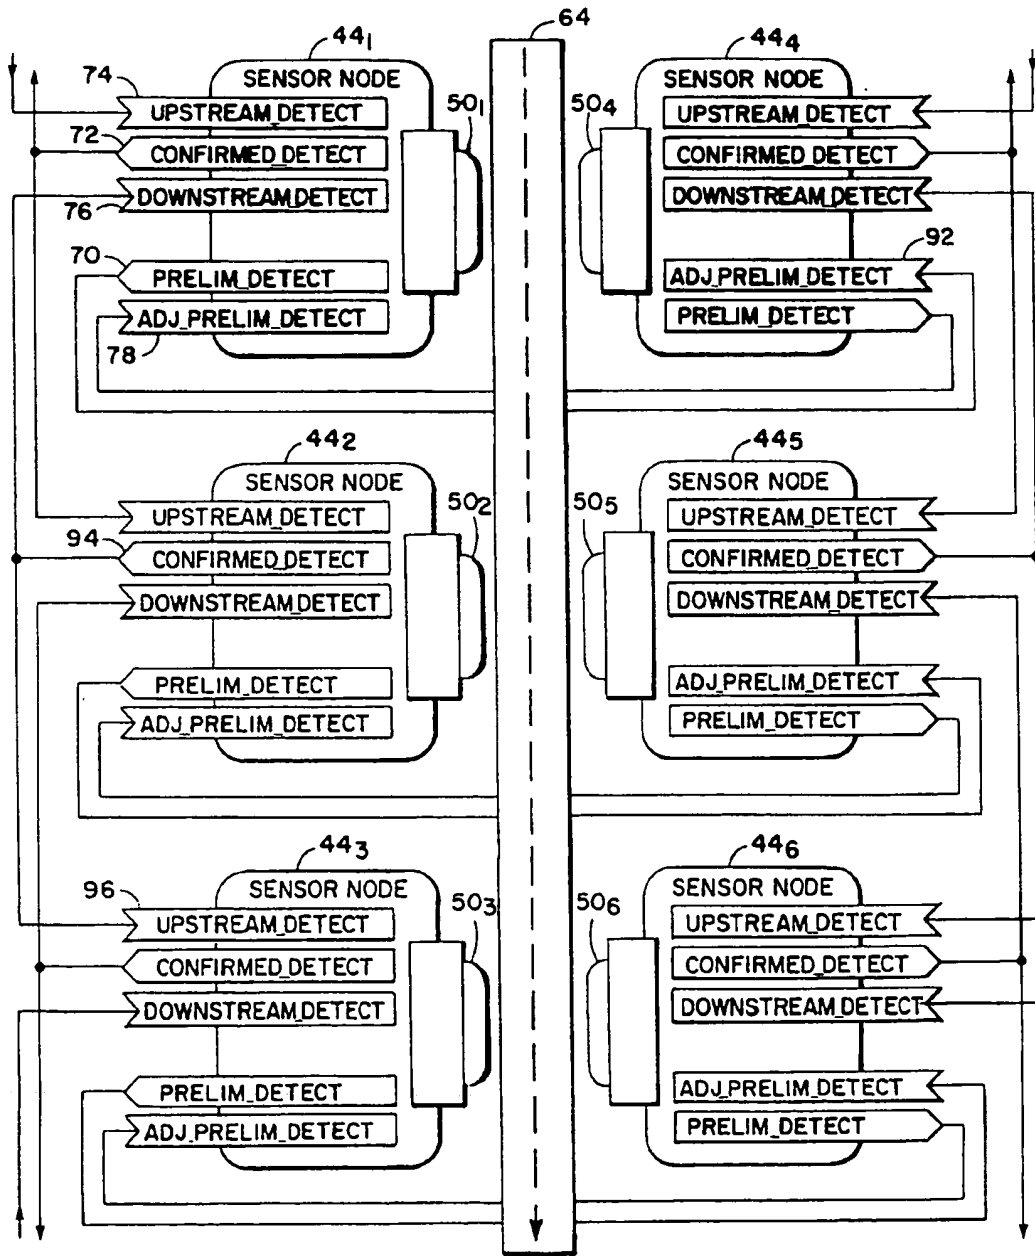 64
44₁
SENSOR NODE
74
UPSTREAM_DETECT
72
CONFIRMED_DETECT
76
DOWNSTREAM_DETECT
70
PRELIM_DETECT
78
ADJ_PRELIM_DETECT
50₁
44₄
SENSOR NODE
50₄
UPSTREAM_DETECT
CONFIRMED_DETECT
DOWNSTREAM_DETECT
92
ADJ_PRELIM_DETECT
PRELIM_DETECT
44₂
SENSOR NODE
UPSTREAM_DETECT
94
CONFIRMED_DETECT
DOWNSTREAM_DETECT
PRELIM_DETECT
ADJ_PRELIM_DETECT
50₂
44₅
SENSOR NODE
50₅
UPSTREAM_DETECT
CONFIRMED_DETECT
DOWNSTREAM_DETECT
ADJ_PRELIM_DETECT
PRELIM_DETECT
44₃
SENSOR NODE
96
UPSTREAM_DETECT
CONFIRMED_DETECT
DOWNSTREAM_DETECT
PRELIM_DETECT
ADJ_PRELIM_DETECT
50₃
44₆
SENSOR NODE
50₆
UPSTREAM_DETECT
CONFIRMED_DETECT
DOWNSTREAM_DETECT
ADJ_PRELIM_DETECT
PRELIM_DETECT